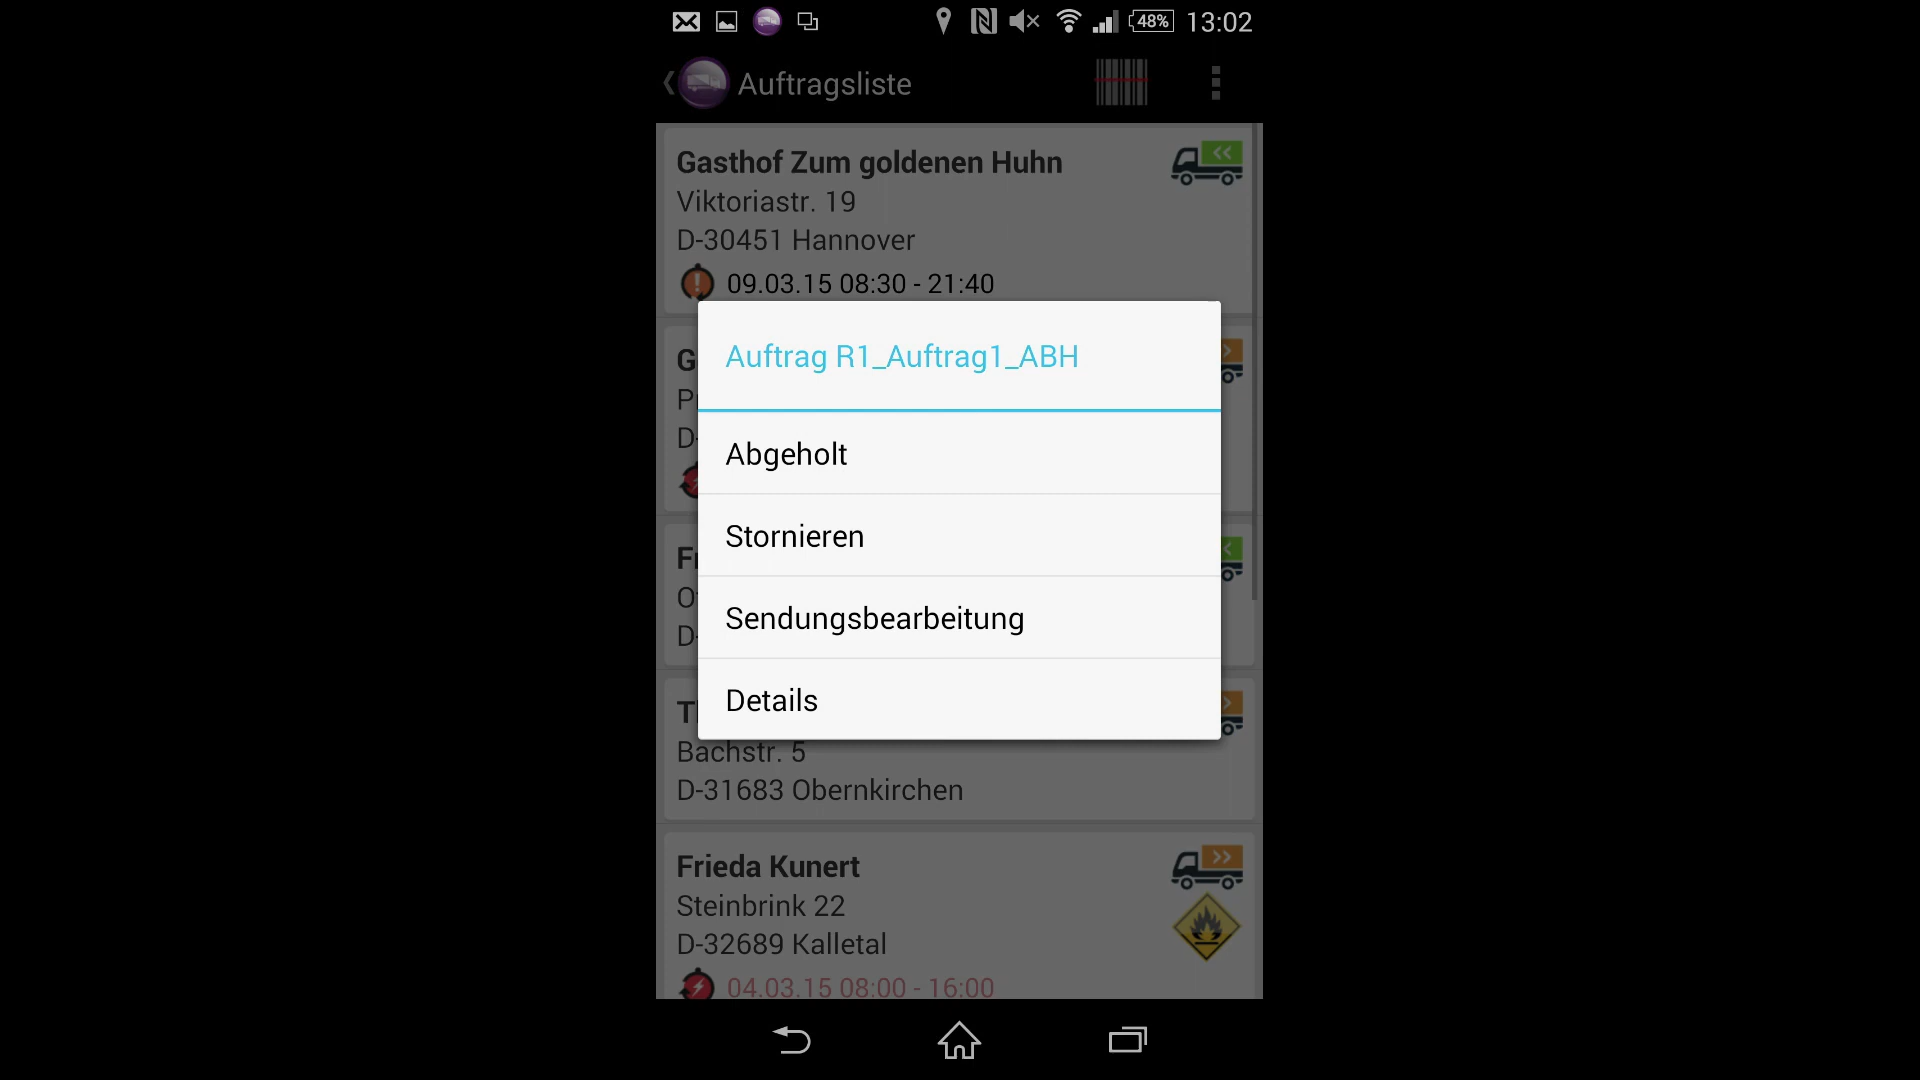 48% 13:02
Auftragsliste
Gasthof Zum goldenen Huhn
Viktoriastr. 19
D-30451 Hannover
09.03.15 08:30 - 21:40
Auftrag R1_Auftrag1_ABH
Abgeholt
Stornieren
Sendungsbearbeitung
Details
Bachstr. 5
D-31683 Obernkirchen
Frieda Kunert
Steinbrink 22
D-32689 Kalletal
04.03.15 08:00 - 16:00